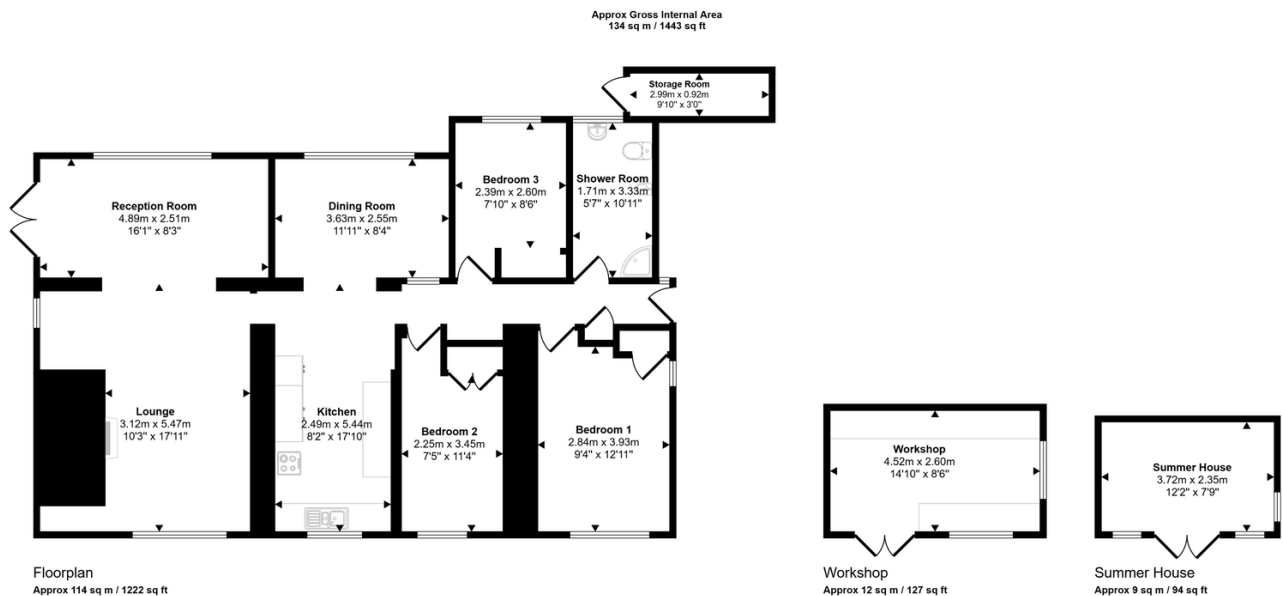 Approx Gross Internal Area
134 sq m / 1443 sq ft
Storage Room
2.99m x 0.92m
9'10" x 3'0"
Bedroom 3
2.39m x 2.60m
7'10" x 8'6"
Shower Room
1.71m x 3.33m
5'7" x 10'11"
Reception Room
4.89m x 2.51m
16'1" x 8'3"
Dining Room
3.63m x 2.55m
11'11" x 8'4"
Lounge
3.12m x 5.47m
10'3" x 17'11"
Kitchen
2.49m x 5.44m
8'2" x 17'10"
Bedroom 2
2.25m x 3.45m
7'5" x 11'4"
Bedroom 1
2.84m x 3.93m
9'4" x 12'11"
Workshop
4.52m x 2.60m
14'10" x 8'6"
Summer House
3.72m x 2.35m
12'2" x 7'9"
Floorplan
Approx 114 sq m / 1222 sq ft
Workshop
Approx 12 sq m / 127 sq ft
Summer House
Approx 9 sq m / 94 sq ft